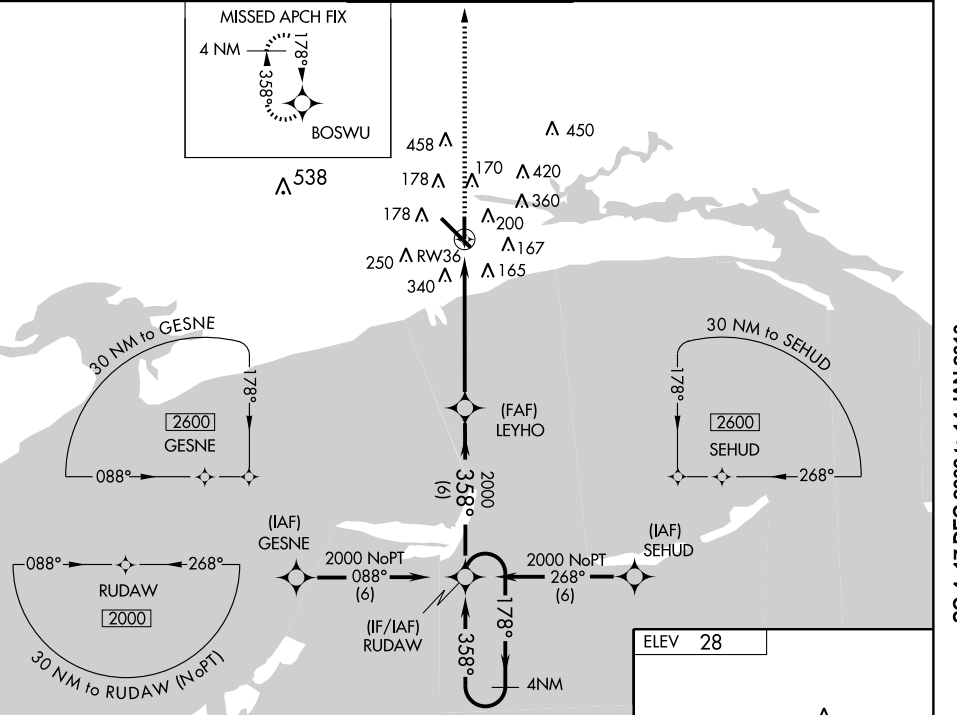 MISSED APCH FIX
4 NM
178°
358°
BOSWU
538
458
450
178
170
420
360
178
200
250
RW36
167
340
165
30 NM to GESNE
178°
2600
GESNE
088°
30 NM to SEHUD
178°
2600
SEHUD
268°
(FAF)
LEYHO
2000
358°
(6)
(IAF)
GESNE
2000 NoPT
088°
(6)
(IAF)
SEHUD
2000 NoPT
268°
(6)
088°
268°
RUDAW
2000
30 NM to RUDAW (NoPT)
(IF/IAF)
RUDAW
358°
178°
4NM
ELEV 28